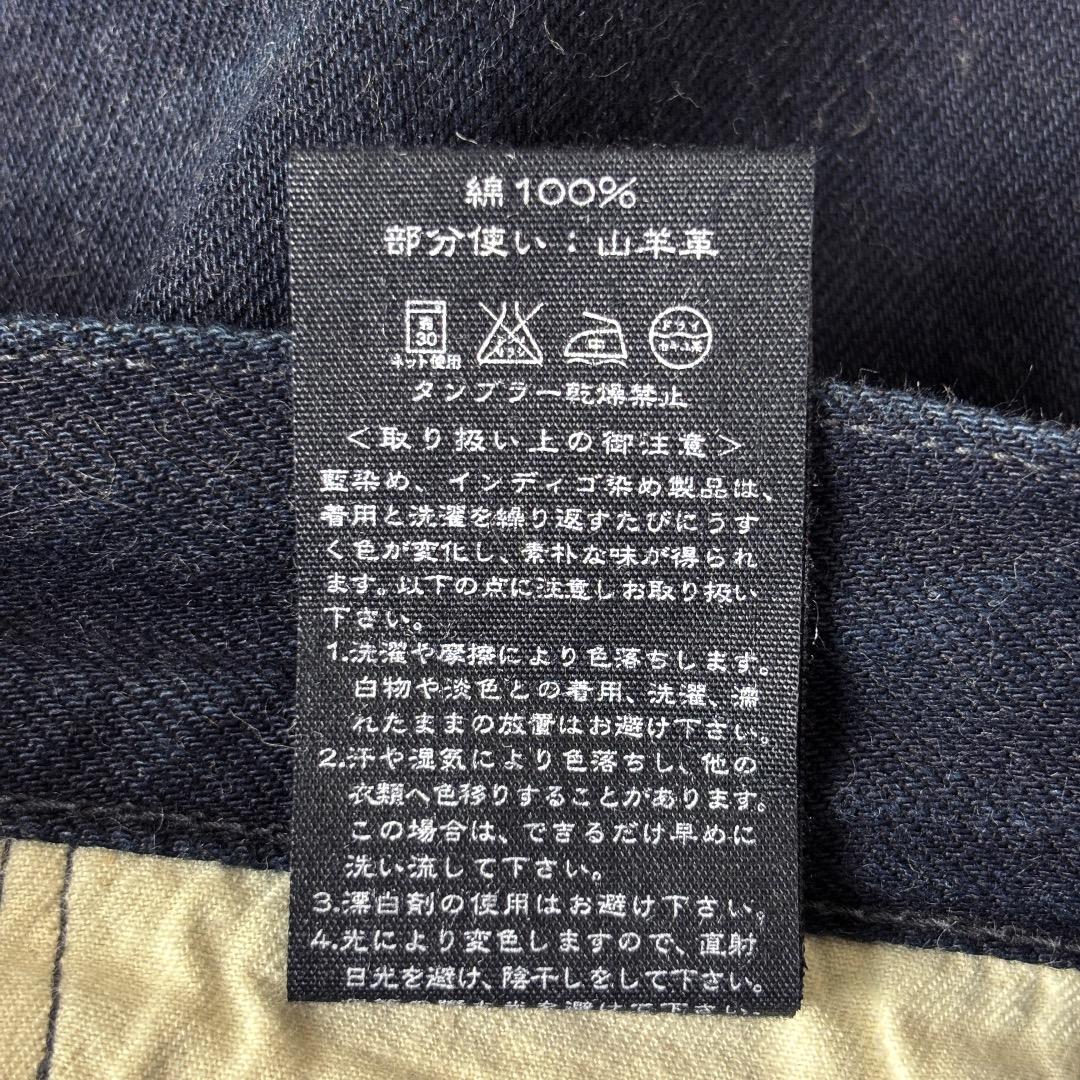 綿100%
部分使い：山羊革
30
ネット使用
中
ドライ
タンブラー乾燥禁止
＜取り扱い上の御注意＞
藍染め、インディゴ染め製品は、
着用と洗濯を繰り返すたびにうす
く色が変化し、素朴な味が得られ
ます。以下の点に注意しお取り扱い
下さい。
1.洗濯や摩擦により色落ちします。
白物や淡色との着用、洗濯、濡
れたままの放置はお避け下さい。
2.汗や湿気により色落ちし、他の
衣類へ色移りすることがあります。
この場合は、できるだけ早めに
洗い流して下さい。
3.漂白剤の使用はお避け下さい。
4.光により変色しますので、直射
日光を避け、陰干しをして下さい。